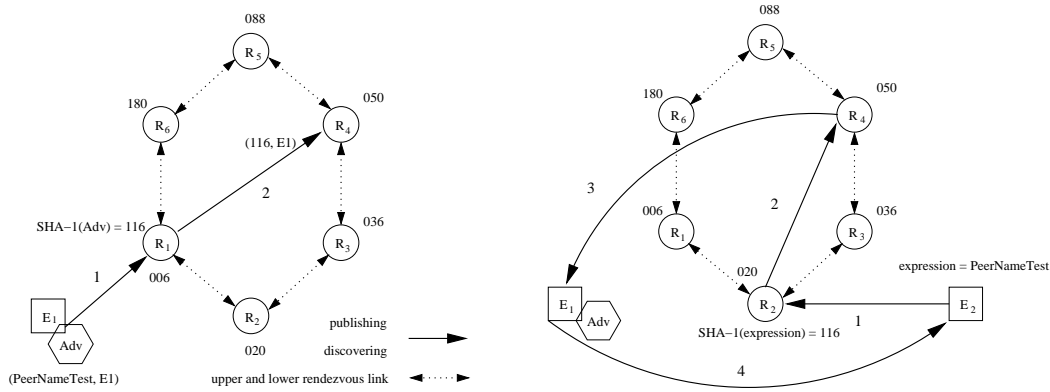 088
R5
180
R6
050
R4
(116, E1)
2
SHA−1(Adv) = 116
R1
006
036
R3
1
E1
Adv
(PeerNameTest, E1)
R2
020
publishing
discovering
upper and lower rendezvous link
088
R5
180
R6
050
R4
3
2
006
R1
036
R3
020
R2
expression = PeerNameTest
E1
Adv
1
E2
SHA−1(expression) = 116
4